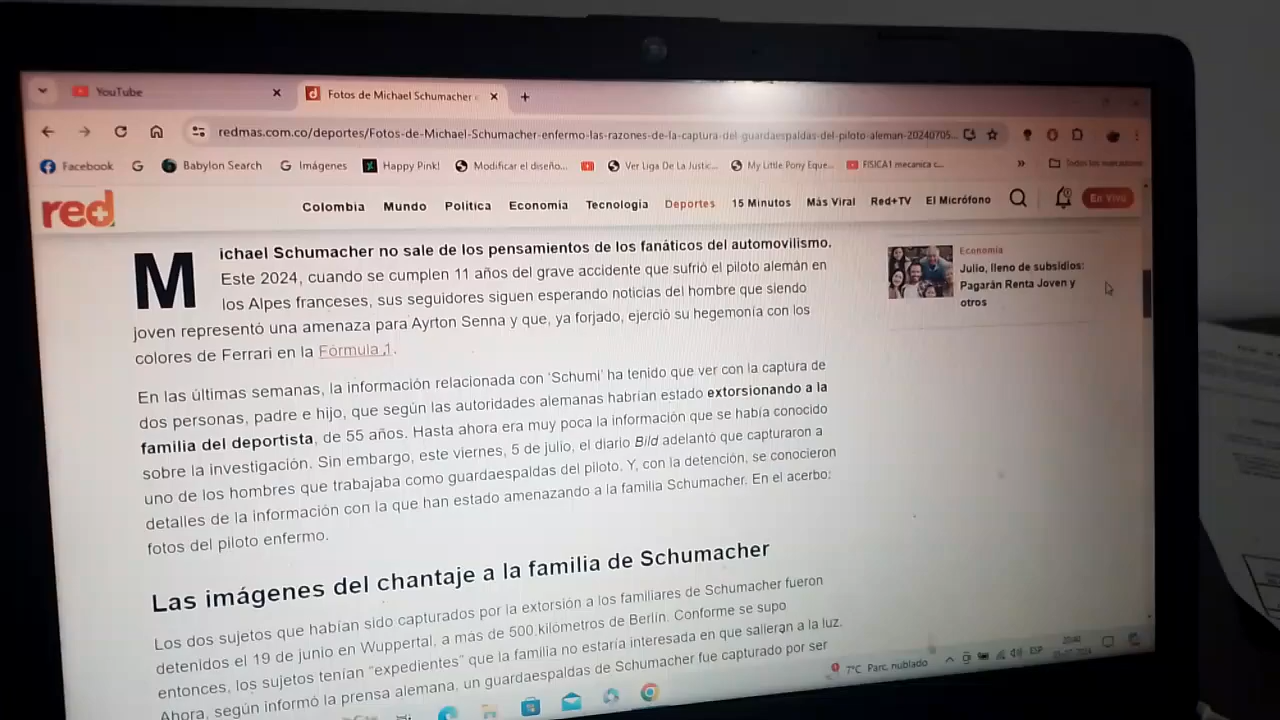 YouTube
Fotos de Michael Schumacher
redmas.com.co/deportes/Fotos-de-Michael-Schumacher-enfermo-las-razones-de-la-captura-del-guardaespaldas-del-piloto-aleman-20240705...
Facebook
Babylon Search
Imágenes
Happy Pink!
Modificar el diseño...
Ver Liga De La Justic...
My Little Pony Eque...
FISICA1 mecanica c...
»
Todos los marcadores
red+
Colombia Mundo Política Economía Tecnología Deportes 15 Minutos Más Viral Red+TV El Micrófono
En Vivo
Michael Schumacher no sale de los pensamientos de los fanáticos del automovilismo.
Este 2024, cuando se cumplen 11 años del grave accidente que sufrió el piloto alemán en
los Alpes franceses, sus seguidores siguen esperando noticias del hombre que siendo
joven representó una amenaza para Ayrton Senna y que, ya forjado, ejerció su hegemonía con los
colores de Ferrari en la Fórmula 1.
En las últimas semanas, la información relacionada con 'Schumi' ha tenido que ver con la captura de
dos personas, padre e hijo, que según las autoridades alemanas habrían estado extorsionando a la
familia del deportista, de 55 años. Hasta ahora era muy poca la información que se había conocido
sobre la investigación. Sin embargo, este viernes, 5 de julio, el diario Bild adelantó que capturaron a
uno de los hombres que trabajaba como guardaespaldas del piloto. Y, con la detención, se conocieron
detalles de la información con la que han estado amenazando a la familia Schumacher. En el acerbo:
fotos del piloto enfermo.
Las imágenes del chantaje a la familia de Schumacher
Los dos sujetos que habían sido capturados por la extorsión a los familiares de Schumacher fueron
detenidos el 19 de junio en Wuppertal, a más de 500 kilómetros de Berlín. Conforme se supo
entonces, los sujetos tenían "expedientes" que la familia no estaría interesada en que salieran a la luz.
Ahora, según informó la prensa alemana, un guardaespaldas de Schumacher fue capturado por ser
Economía
Julio, lleno de subsidios:
Pagarán Renta Joven y
otros
7°C Parc. nublado
ESP